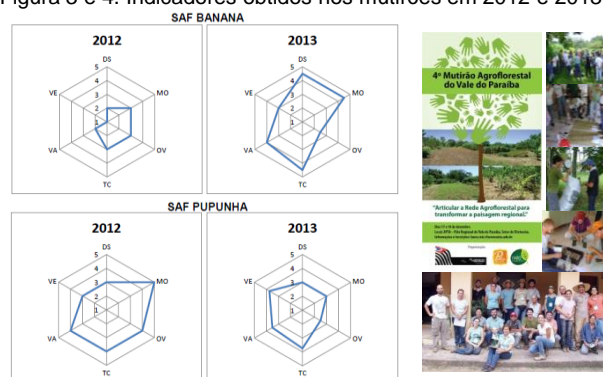 Figura 3 e 4. Indicadores obtidos nos mutirões em 2012 e 2013
SAF BANANA
2012
DS
5
4
3
2
1
MO
OV
TC
VA
VE
2013
DS
5
4
3
2
1
MO
OV
TC
VA
VE
SAF PUPUNHA
2012
DS
5
4
3
2
1
MO
OV
TC
VA
VE
2013
DS
5
4
3
2
1
MO
OV
TC
VA
VE
4º Mutirão Agroflorestal
do Vale do Paraíba
"Articular a Rede Agroflorestal para
transformar a paisagem regional."